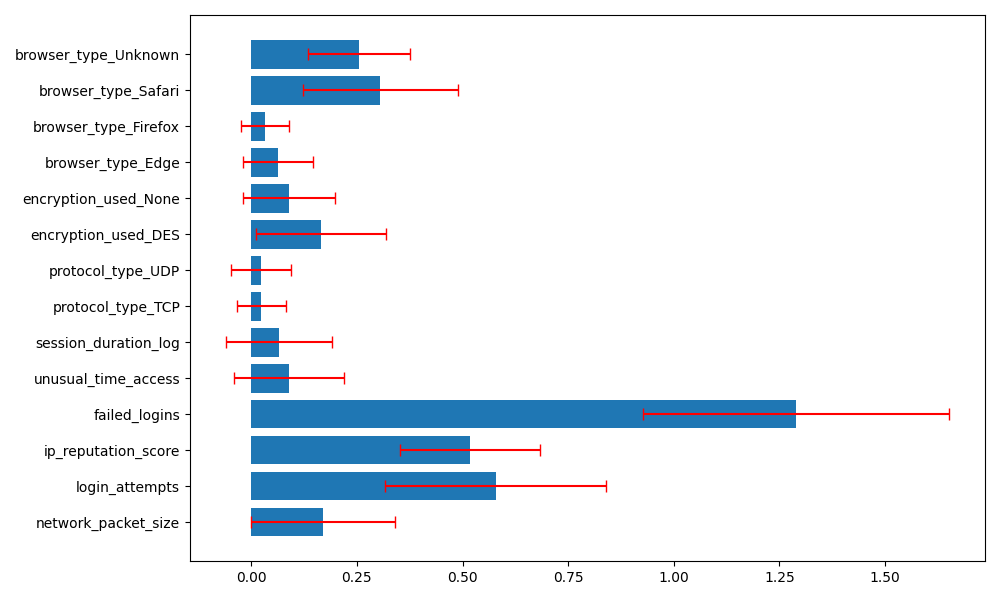 browser_type_Unknown
browser_type_Safari
browser_type_Firefox
browser_type_Edge
encryption_used_None
encryption_used_DES
protocol_type_UDP
protocol_type_TCP
session_duration_log
unusual_time_access
failed_logins
ip_reputation_score
login_attempts
network_packet_size
0.00 0.25 0.50 0.75 1.00 1.25 1.50